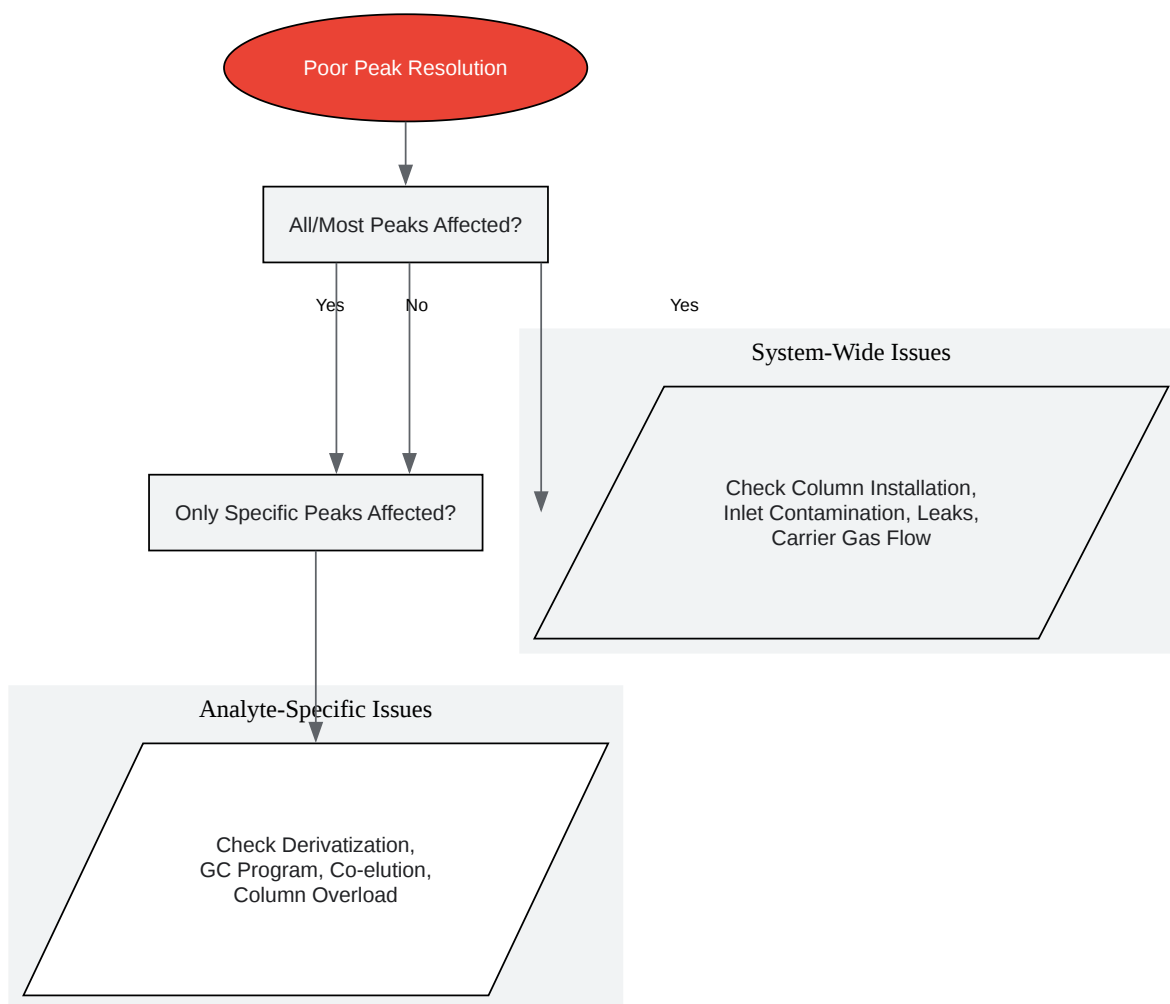 Poor Peak Resolution
All/Most Peaks Affected?
Yes
No
Yes
System-Wide Issues
Check Column Installation,
Inlet Contamination, Leaks,
Carrier Gas Flow
Only Specific Peaks Affected?
Analyte-Specific Issues
Check Derivatization,
GC Program, Co-elution,
Column Overload